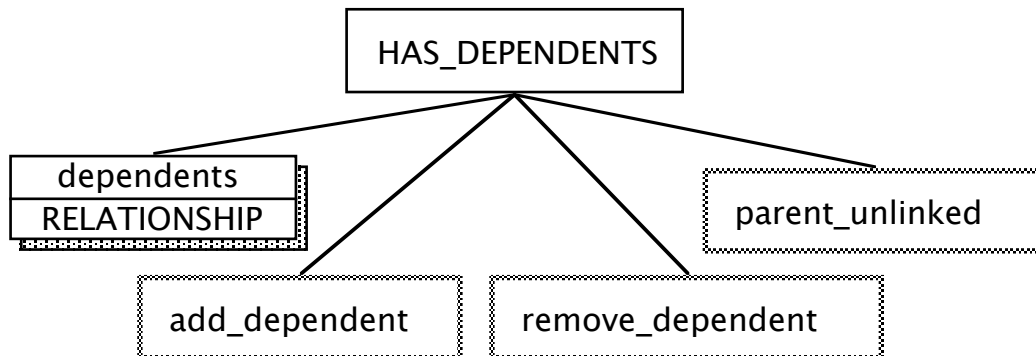 HAS_DEPENDENTS
dependents
RELATIONSHIP
parent_unlinked
add_dependent
remove_dependent